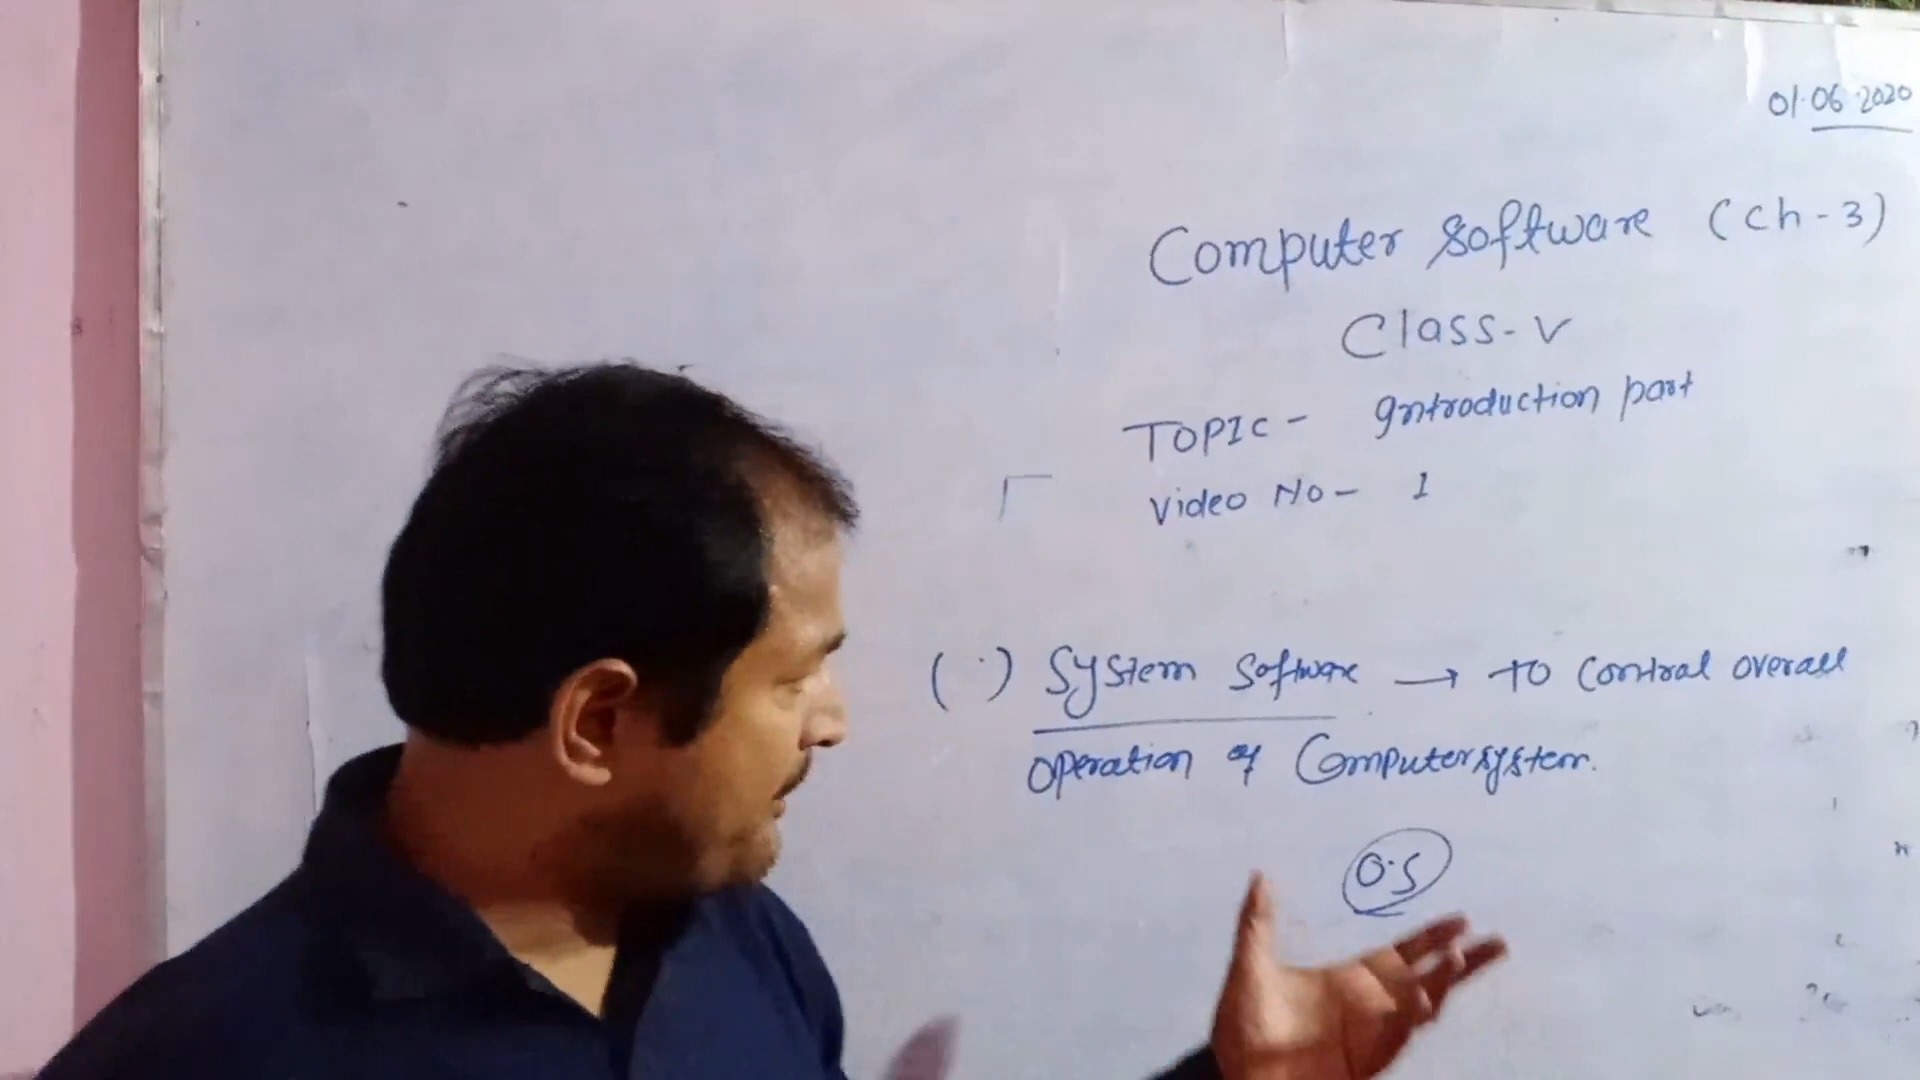 01.06.2020
Computer Software (Ch-3)
Class-V
TOPIC- Introduction part
Video No- 1
(.) System Software → To Control overall
operation of Computer system.
O.S